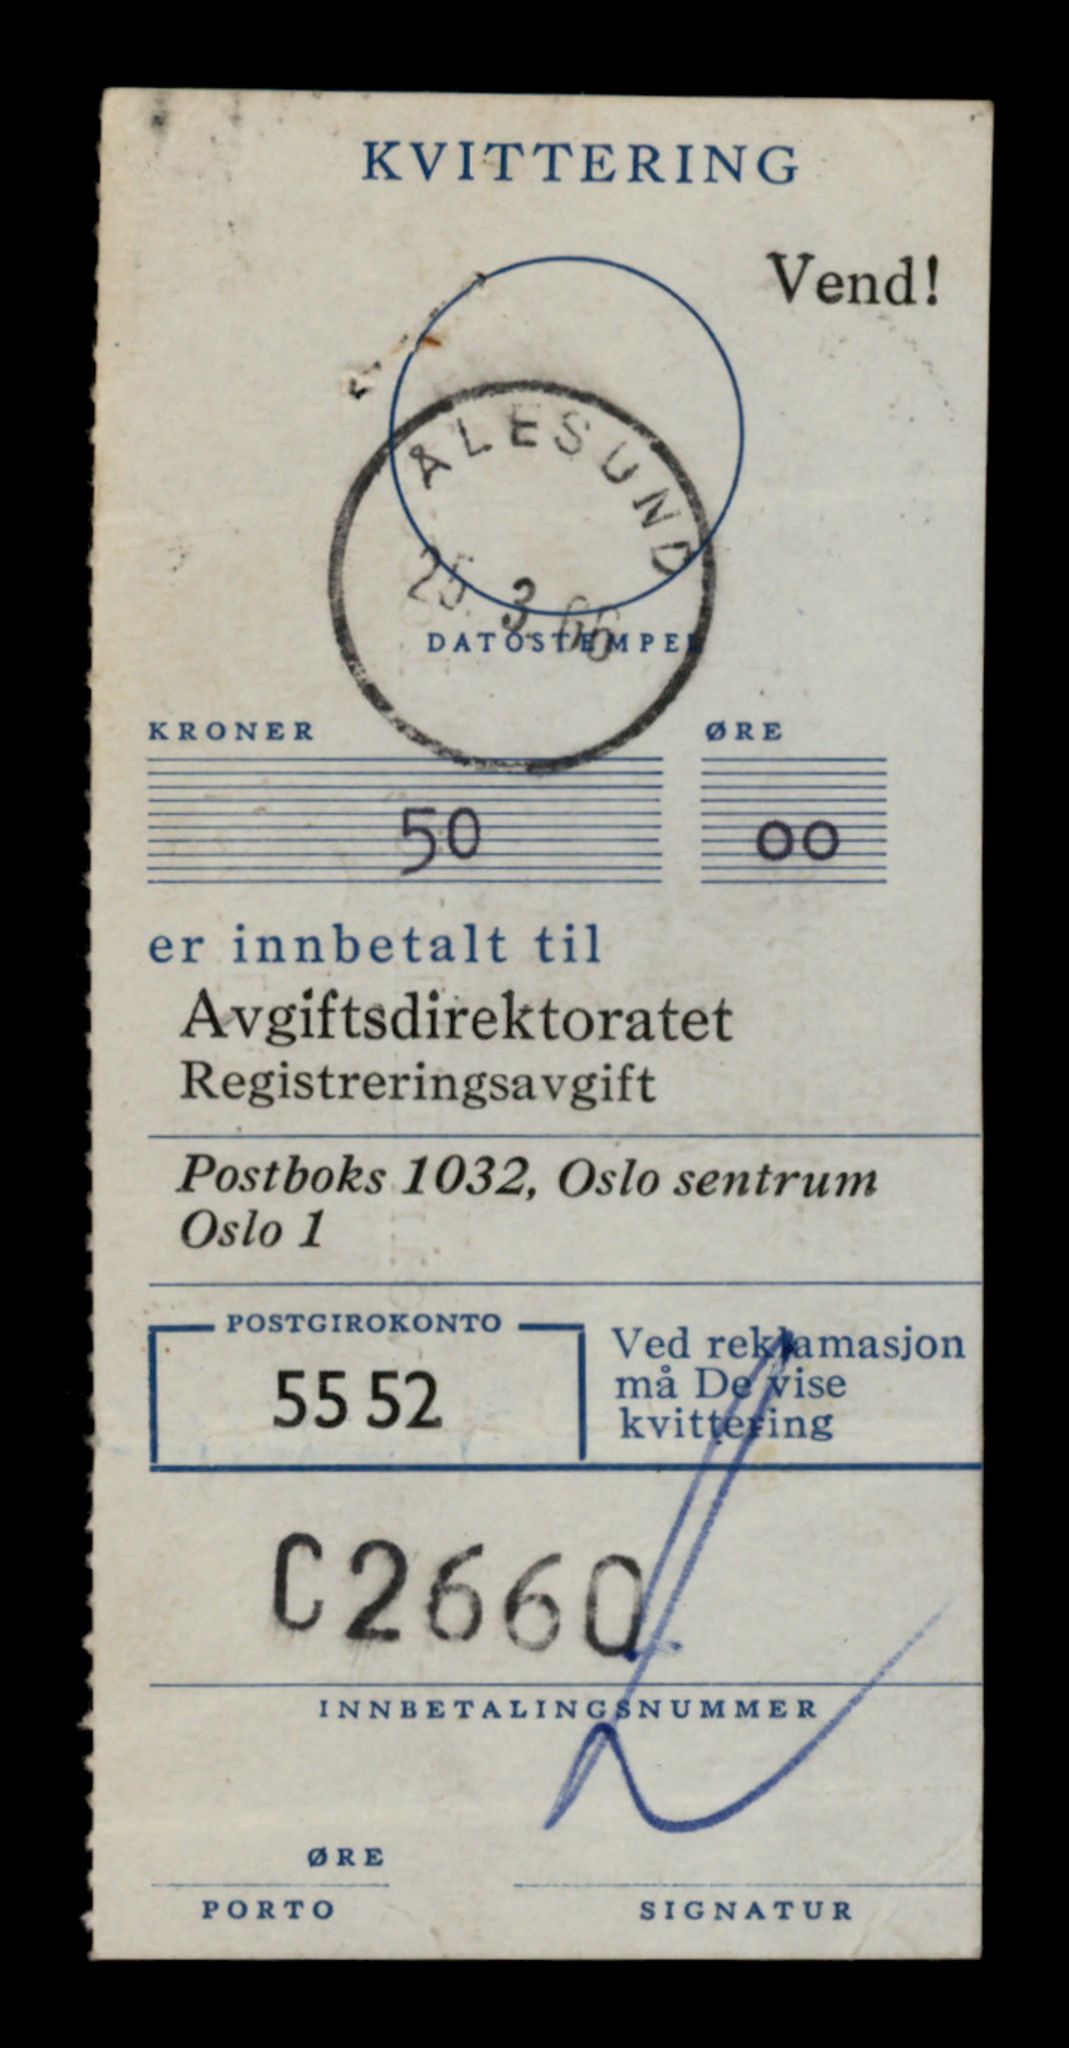 KVITTERING
Vend!
ÅLESUND
25. 3. 66
DATOSTEMPEL
KRONER ØRE
50 00
er innbetalt til
Avgiftsdirektoratet
Registreringsavgift
Postboks 1032, Oslo sentrum
Oslo 1
POSTGIROKONTO
55 52
Ved reklamasjon
må De vise
kvittering
C2660
INNBETALINGSNUMMER
ØRE
PORTO
SIGNATUR